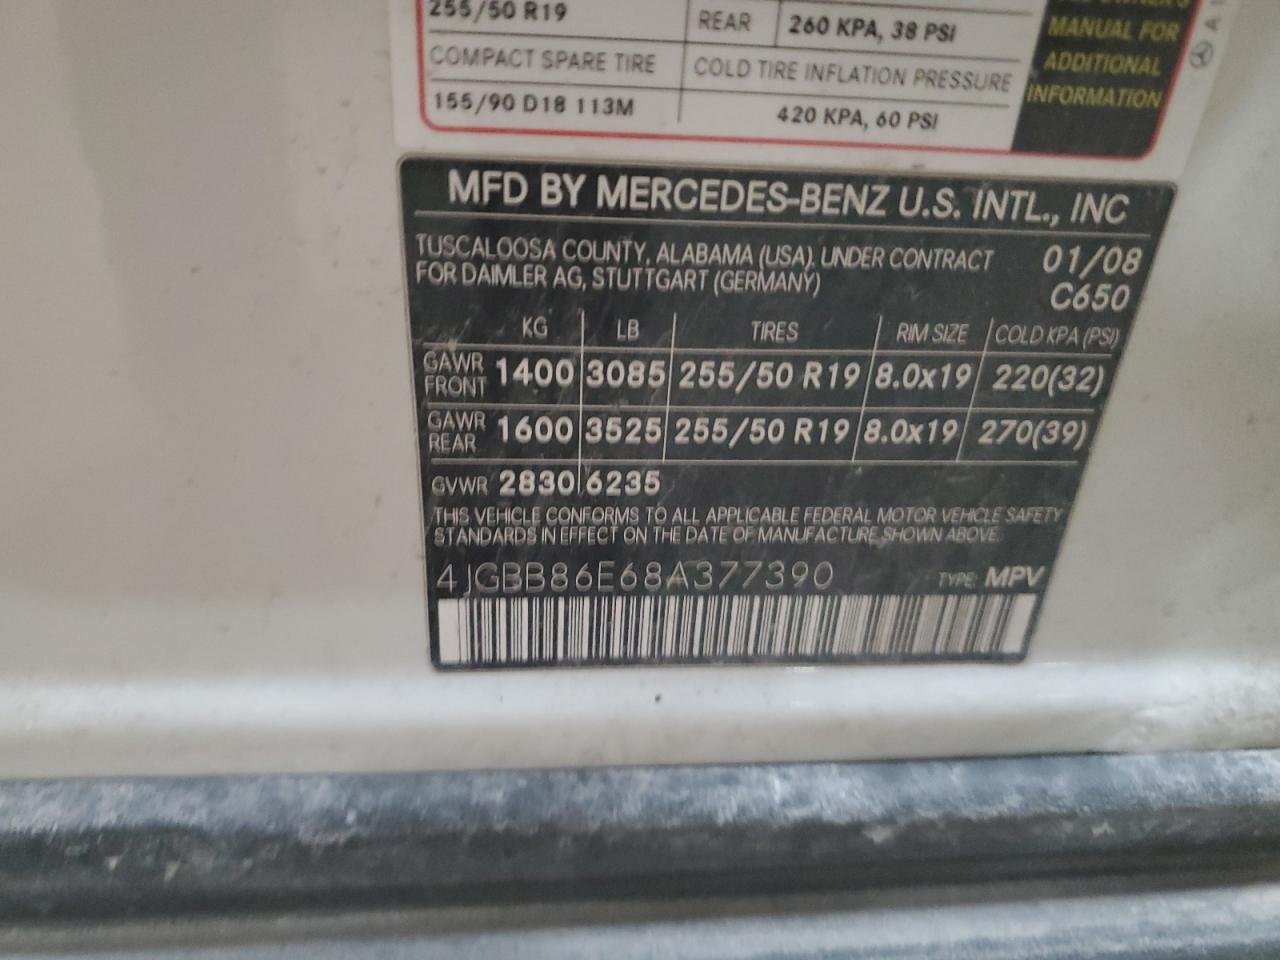 255/50 R19 REAR 260 KPA, 38 PSI
MANUAL FOR
ADDITIONAL
INFORMATION
COMPACT SPARE TIRE COLD TIRE INFLATION PRESSURE
155/90 D18 113M 420 KPA, 60 PSI
MFD BY MERCEDES-BENZ U.S. INTL., INC
TUSCALOOSA COUNTY, ALABAMA (USA), UNDER CONTRACT 01/08
FOR DAIMLER AG, STUTTGART (GERMANY) C650
KG LB TIRES RIM SIZE COLD KPA (PSI)
GAWR FRONT 1400 3085 255/50 R19 8.0x19 220(32)
GAWR REAR 1600 3525 255/50 R19 8.0x19 270(39)
GVWR 2830 6235
THIS VEHICLE CONFORMS TO ALL APPLICABLE FEDERAL MOTOR VEHICLE SAFETY
STANDARDS IN EFFECT ON THE DATE OF MANUFACTURE SHOWN ABOVE.
4JGBB86E68A377390 TYPE: MPV